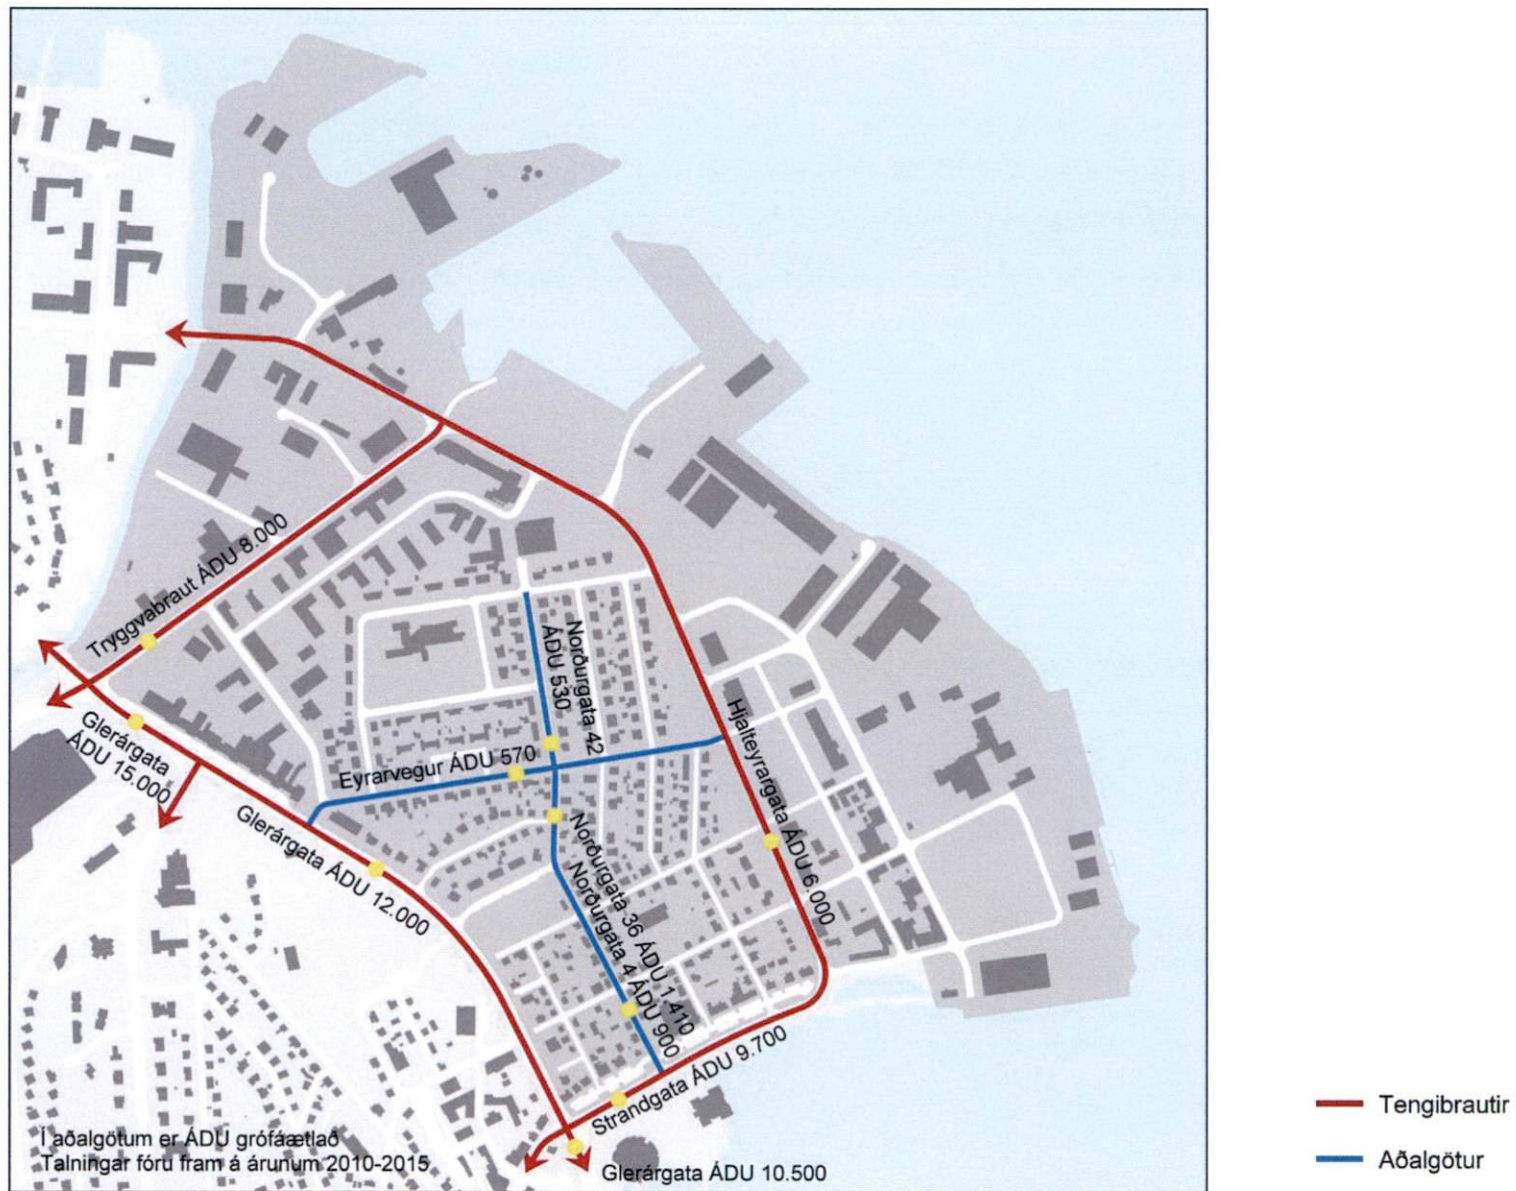 Tryggvabraut ÁDU 8.000
Norðurgata 42
ÁDU 530
Glerárgata
ÁDU 15.000
Eyrarvegur ÁDU 570
Hjalteyrargata ÁDU 6.000
Glerárgata ÁDU 12.000
Norðurgata 36 ÁDU 1.410
Norðurgata 4 ÁDU 900
Strandgata ÁDU 9.700
Glerárgata ÁDU 10.500
Í aðalgötum er ÁDU grófáætlað
Talningar fóru fram á árunum 2010-2015
Tengibrautir
Aðalgötur